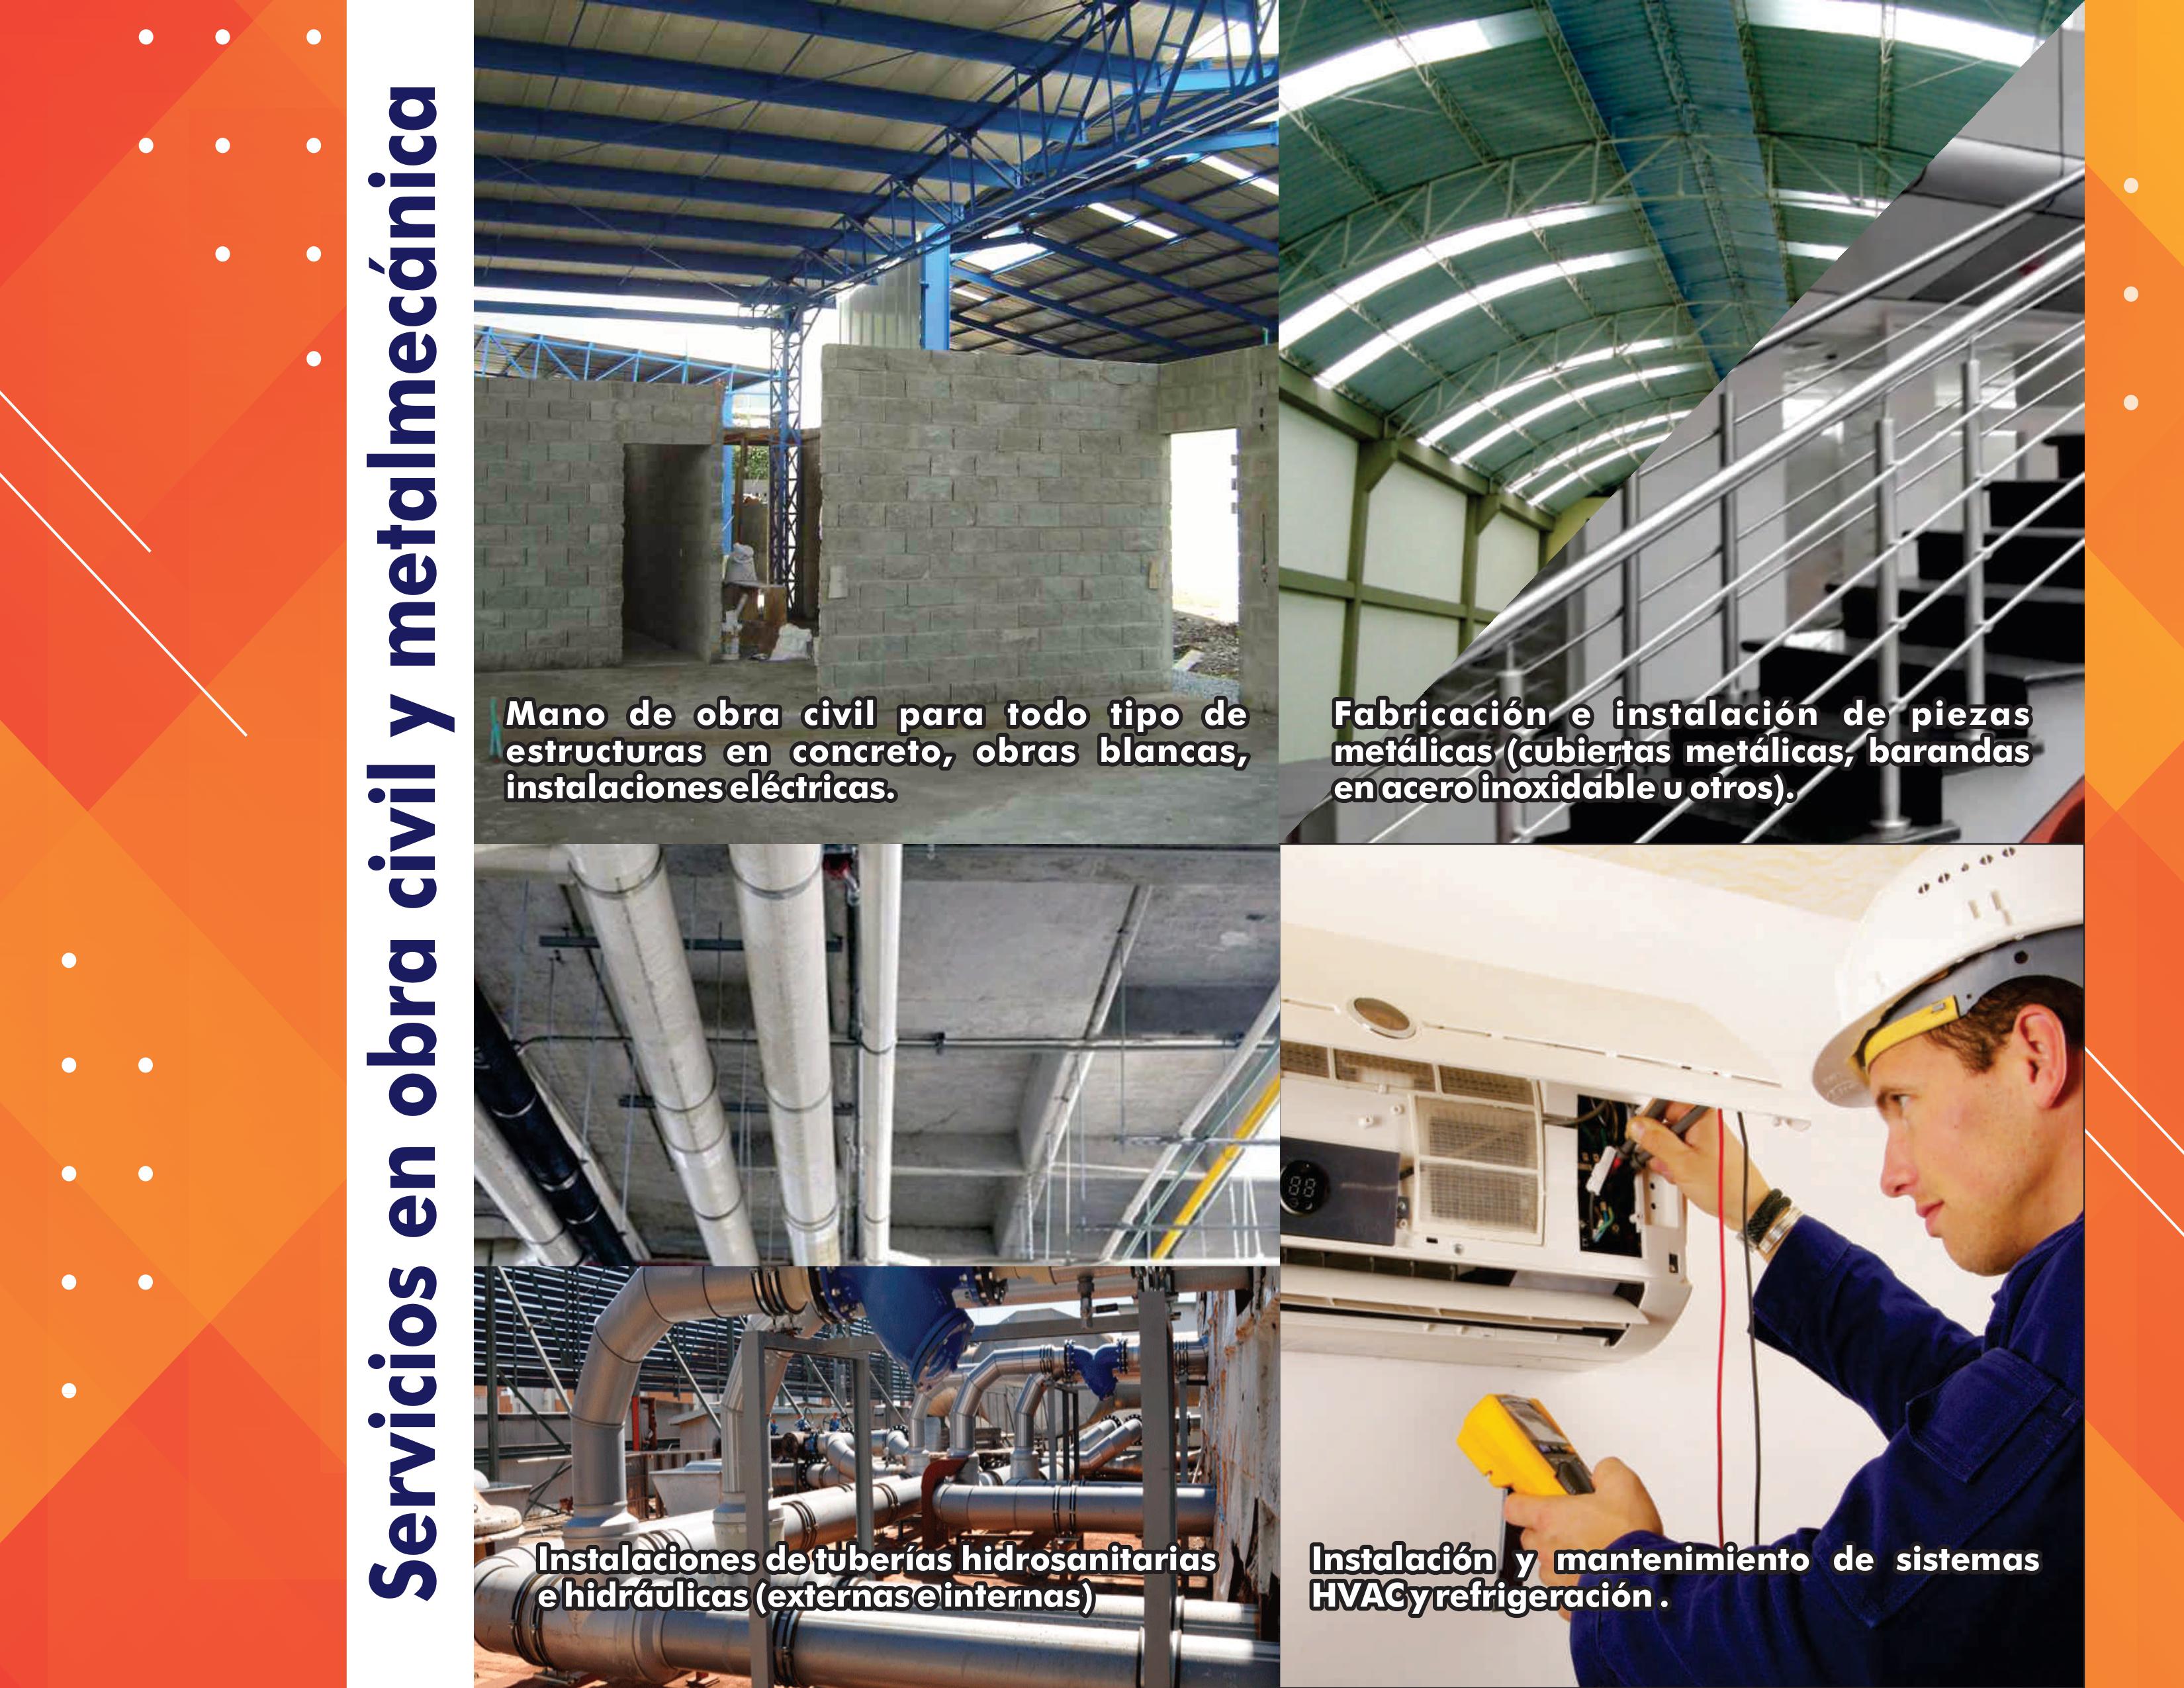 Servicios en obra civil y metalmecánica
Mano de obra civil para todo tipo de
estructuras en concreto, obras blancas,
instalaciones eléctricas.
Fabricación e instalación de piezas
metálicas (cubiertas metálicas, barandas
en acero inoxidable u otros).
Instalaciones de tuberías hidrosanitarias
e hidráulicas (externas e internas)
Instalación y mantenimiento de sistemas
HVAC y refrigeración .